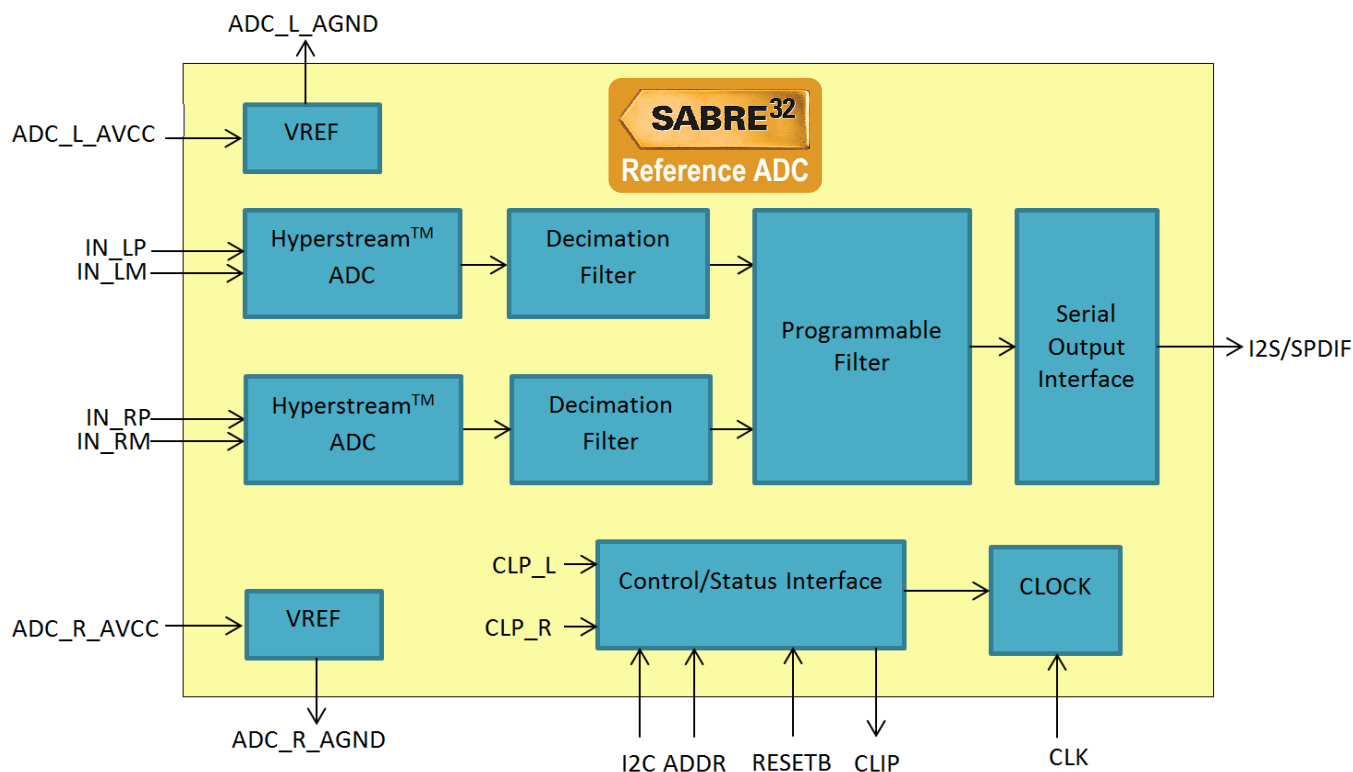 ADC_L_AGND
ADC_L_AVCC
VREF
SABRE32
Reference ADC
IN_LP
IN_LM
Hyperstream™
ADC
Decimation
Filter
Programmable
Filter
Serial
Output
Interface
I2S/SPDIF
IN_RP
IN_RM
Hyperstream™
ADC
Decimation
Filter
CLP_L
CLP_R
Control/Status Interface
CLOCK
ADC_R_AVCC
VREF
ADC_R_AGND
I2C ADDR
RESETB
CLIP
CLK